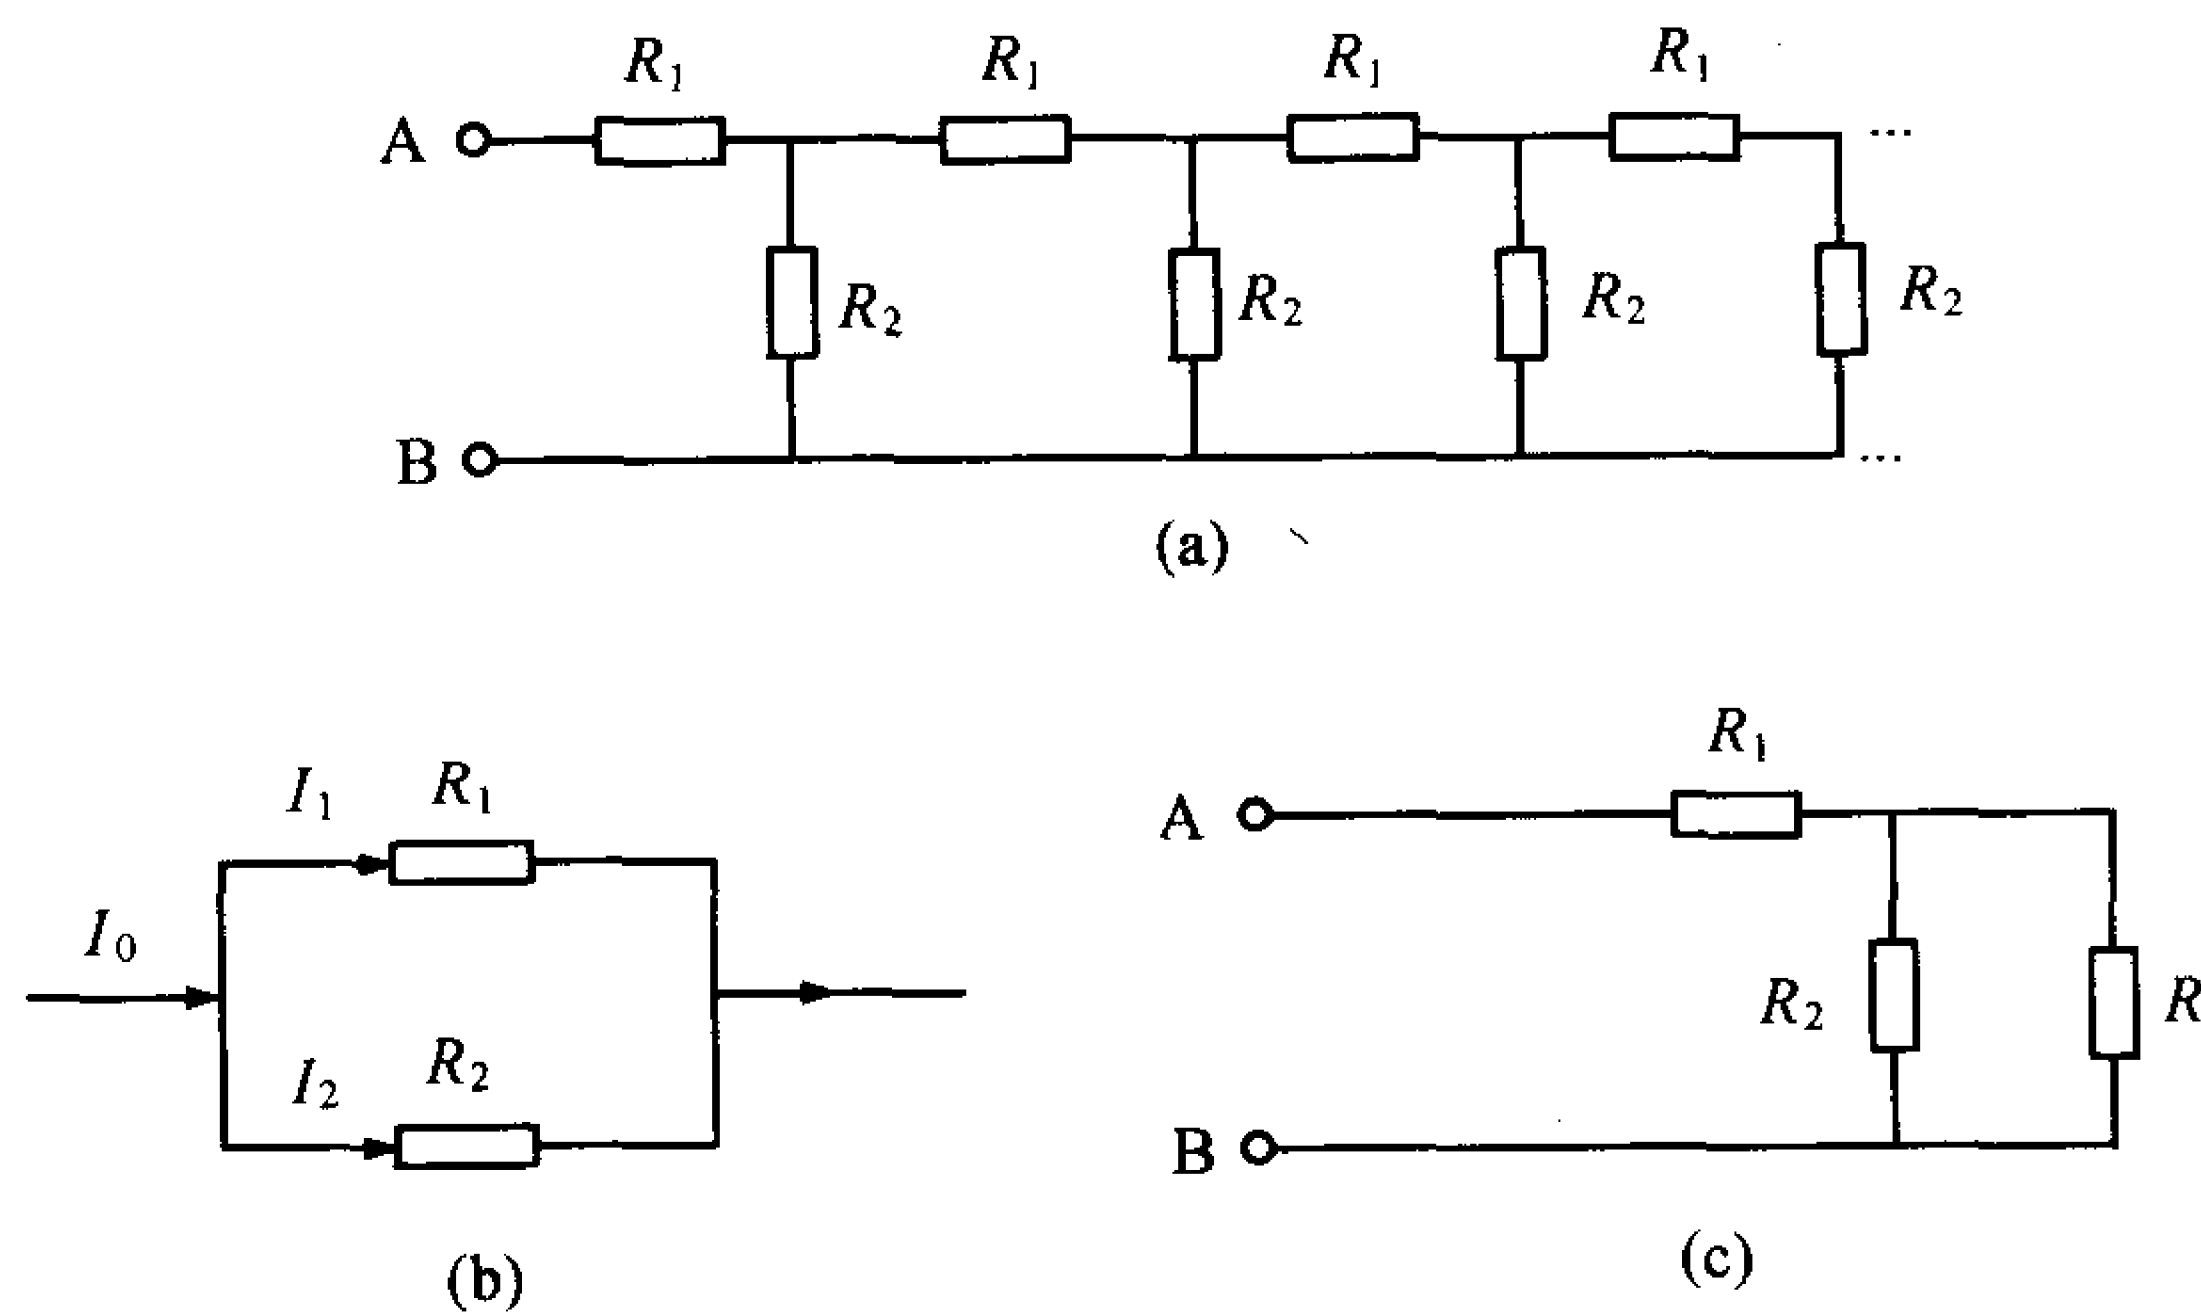 R₁ R₁ R₁ R₁
A ...
R₂ R₂ R₂ R₂
B ...
(a)
I₁ R₁
I₀
I₂ R₂
(b)
R₁
A
R₂ R
B
(c)